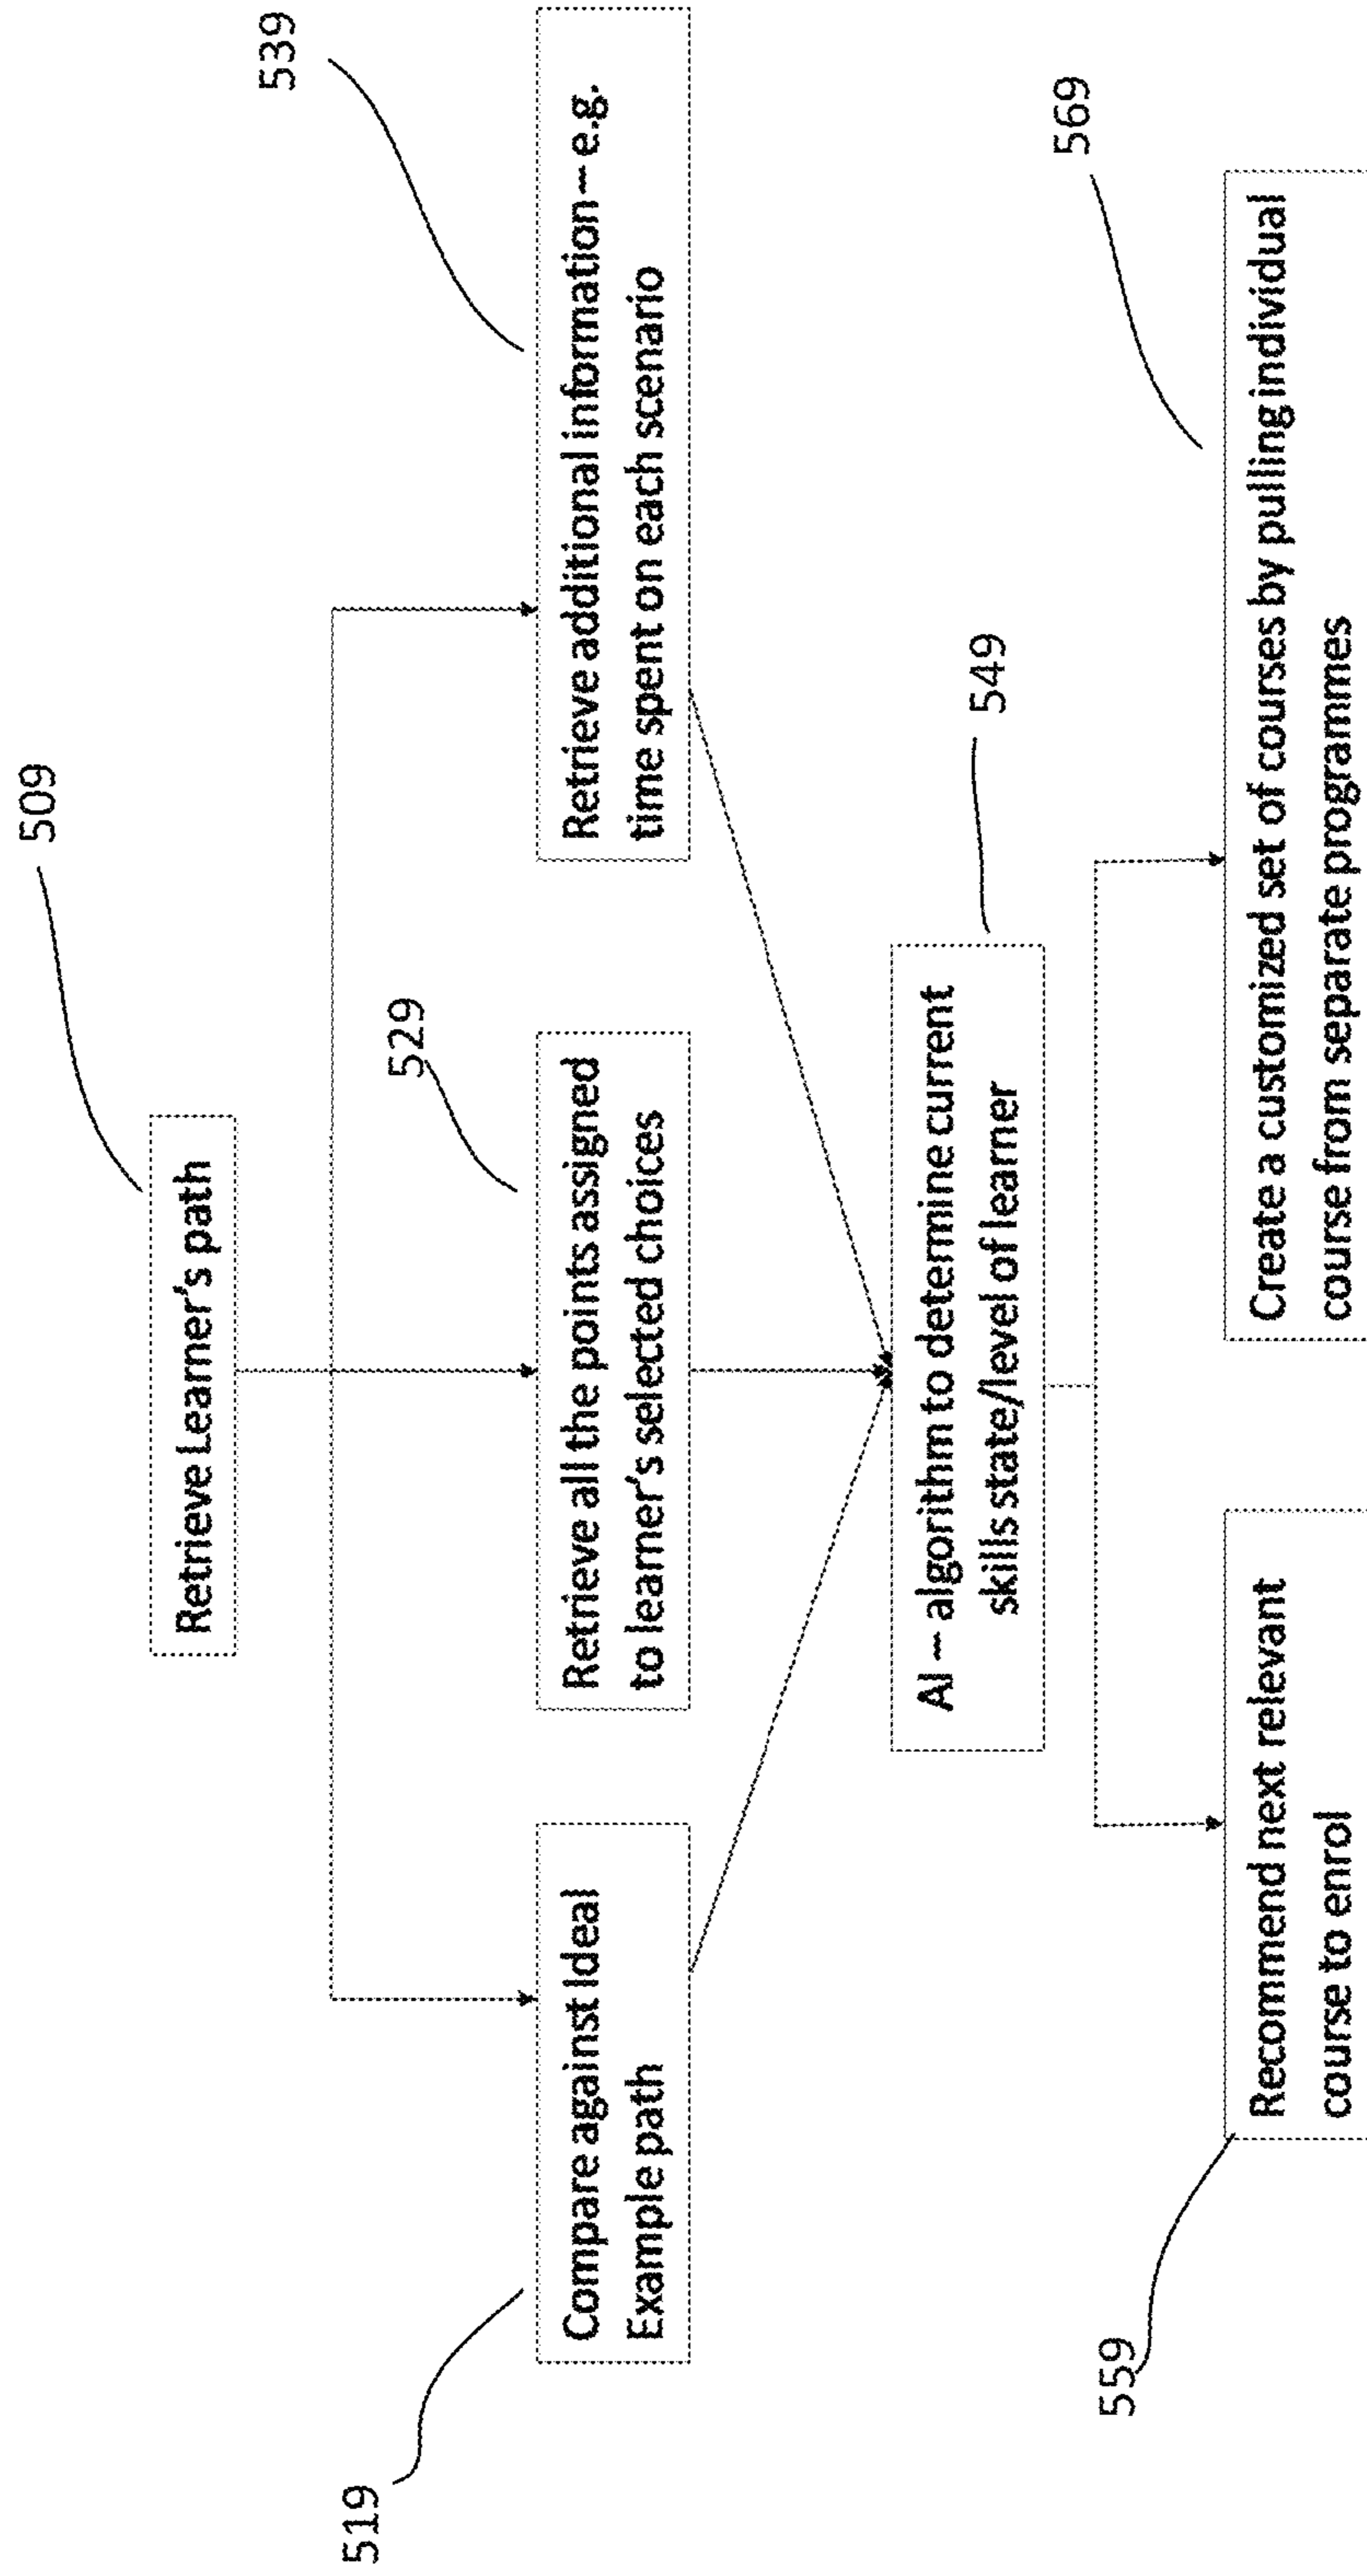 509
Retrieve Learner's path
519
529
539
Compare against Ideal
Example path
Retrieve all the points assigned
to learner's selected choices
Retrieve additional information – e.g.
time spent on each scenario
549
AI – algorithm to determine current
skills state/level of learner
559
569
Recommend next relevant
course to enrol
Create a customized set of courses by pulling individual
course from separate programmes